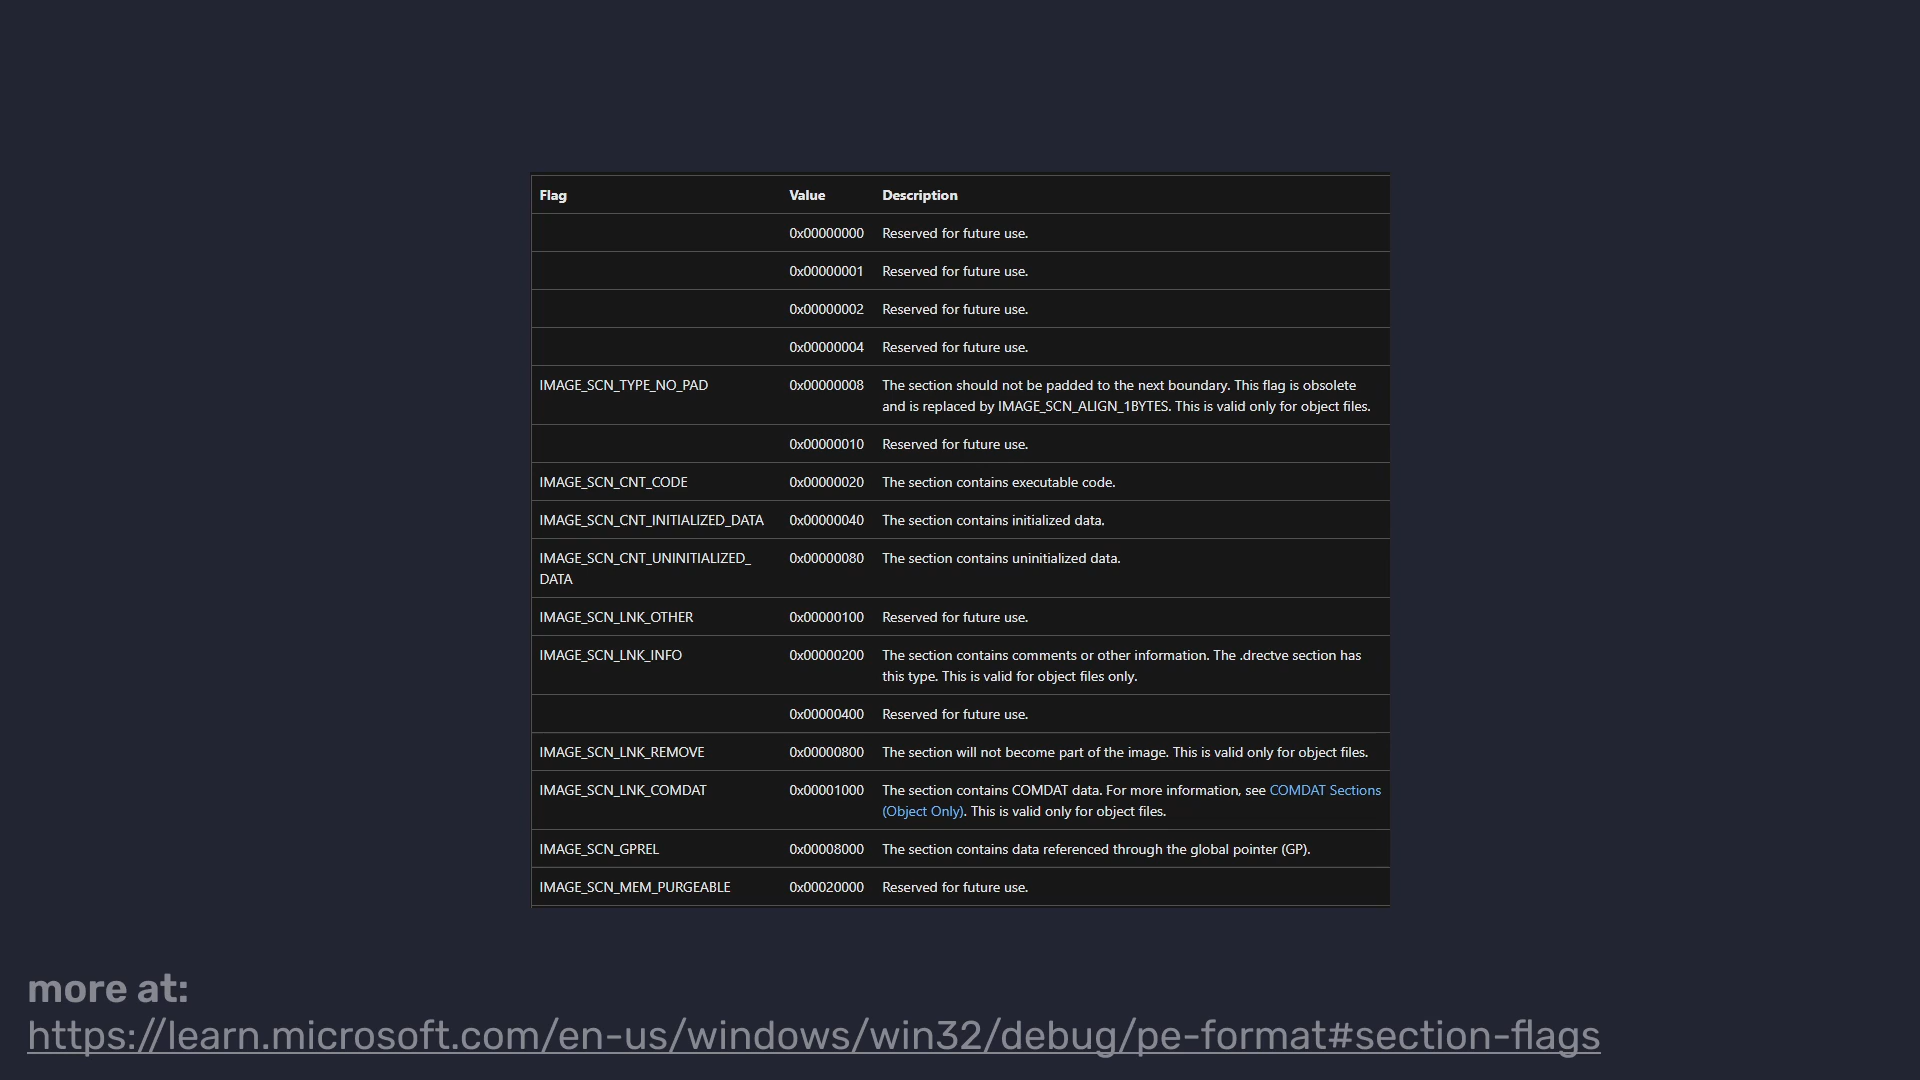 Flag Value Description
0x00000000 Reserved for future use.
0x00000001 Reserved for future use.
0x00000002 Reserved for future use.
0x00000004 Reserved for future use.
IMAGE_SCN_TYPE_NO_PAD 0x00000008 The section should not be padded to the next boundary. This flag is obsolete
and is replaced by IMAGE_SCN_ALIGN_1BYTES. This is valid only for object files.
0x00000010 Reserved for future use.
IMAGE_SCN_CNT_CODE 0x00000020 The section contains executable code.
IMAGE_SCN_CNT_INITIALIZED_DATA 0x00000040 The section contains initialized data.
IMAGE_SCN_CNT_UNINITIALIZED_ 0x00000080 The section contains uninitialized data.
DATA
IMAGE_SCN_LNK_OTHER 0x00000100 Reserved for future use.
IMAGE_SCN_LNK_INFO 0x00000200 The section contains comments or other information. The .drectve section has
this type. This is valid for object files only.
0x00000400 Reserved for future use.
IMAGE_SCN_LNK_REMOVE 0x00000800 The section will not become part of the image. This is valid only for object files.
IMAGE_SCN_LNK_COMDAT 0x00001000 The section contains COMDAT data. For more information, see COMDAT Sections
(Object Only). This is valid only for object files.
IMAGE_SCN_GPREL 0x00008000 The section contains data referenced through the global pointer (GP).
IMAGE_SCN_MEM_PURGEABLE 0x00020000 Reserved for future use.
more at:
https://learn.microsoft.com/en-us/windows/win32/debug/pe-format#section-flags